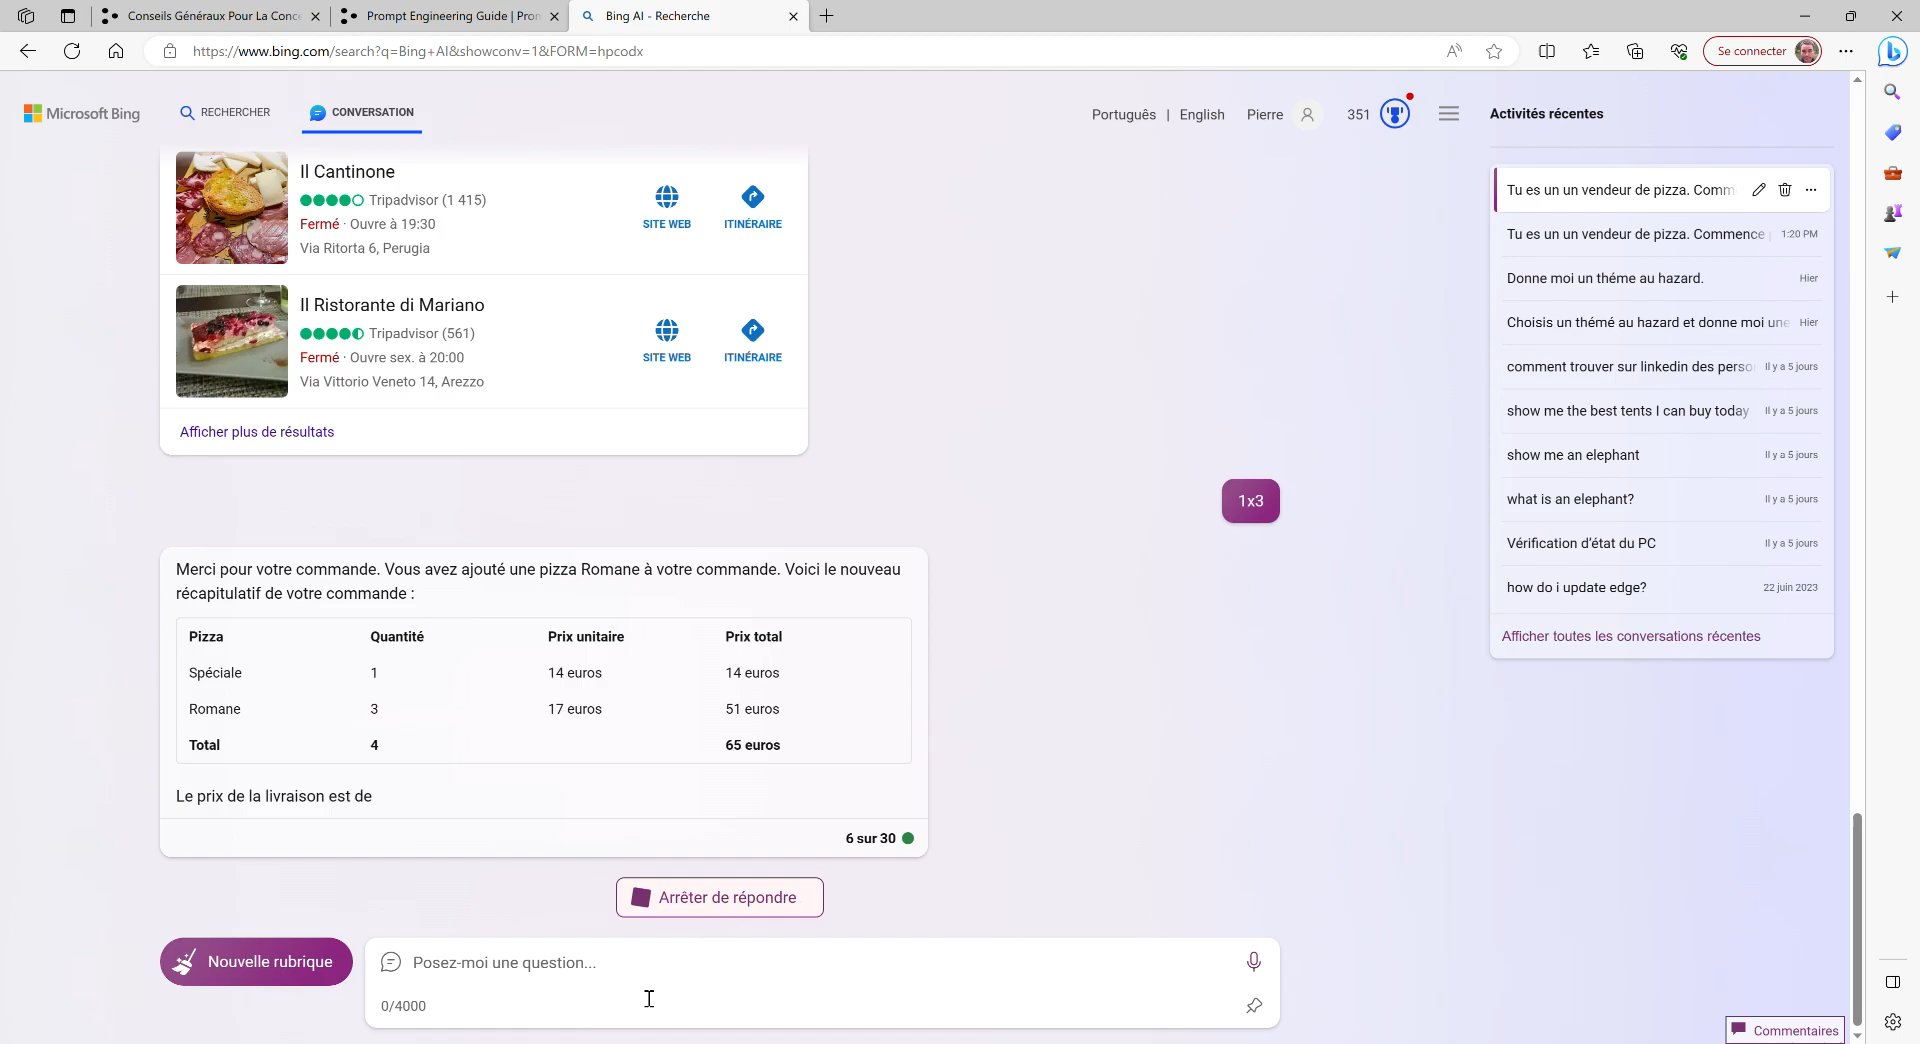 Conseils Généraux Pour La Conce
Prompt Engineering Guide | Pron
Bing AI - Recherche
https://www.bing.com/search?q=Bing+AI&showconv=1&FORM=hpcodx
Se connecter
Microsoft Bing
RECHERCHER
CONVERSATION
Português | English
Pierre
351
Activités récentes
Il Cantinone
Tripadvisor (1 415)
Fermé · Ouvre à 19:30
Via Ritorta 6, Perugia
SITE WEB
ITINÉRAIRE
Il Ristorante di Mariano
Tripadvisor (561)
Fermé · Ouvre sex. à 20:00
Via Vittorio Veneto 14, Arezzo
SITE WEB
ITINÉRAIRE
Afficher plus de résultats
1x3
Merci pour votre commande. Vous avez ajouté une pizza Romane à votre commande. Voici le nouveau
récapitulatif de votre commande :
Pizza Quantité Prix unitaire Prix total
Spéciale 1 14 euros 14 euros
Romane 3 17 euros 51 euros
Total 4 65 euros
Le prix de la livraison est de
6 sur 30
Arrêter de répondre
Nouvelle rubrique
Posez-moi une question...
0/4000
Tu es un un vendeur de pizza. Comm
Tu es un un vendeur de pizza. Commence 1:20 PM
Donne moi un théme au hazard. Hier
Choisis un thémé au hazard et donne moi une Hier
comment trouver sur linkedin des perso Il y a 5 jours
show me the best tents I can buy today Il y a 5 jours
show me an elephant Il y a 5 jours
what is an elephant? Il y a 5 jours
Vérification d'état du PC Il y a 5 jours
how do i update edge? 22 juin 2023
Afficher toutes les conversations récentes
Commentaires